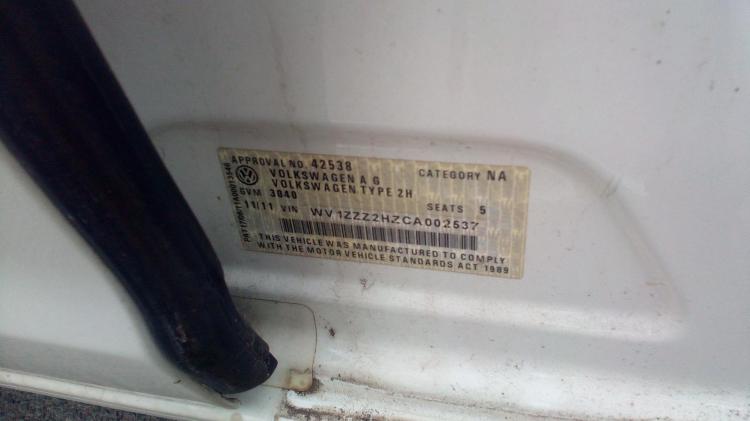 APPROVAL NO. 42538 CATEGORY NA
VOLKSWAGEN A G
VOLKSWAGEN TYPE 2H
GVM 3040
11/11 VIN SEATS 5
WV1ZZZ2HZCA002537
THIS VEHICLE WAS MANUFACTURED TO COMPLY
WITH THE MOTOR VEHICLE STANDARDS ACT 1989